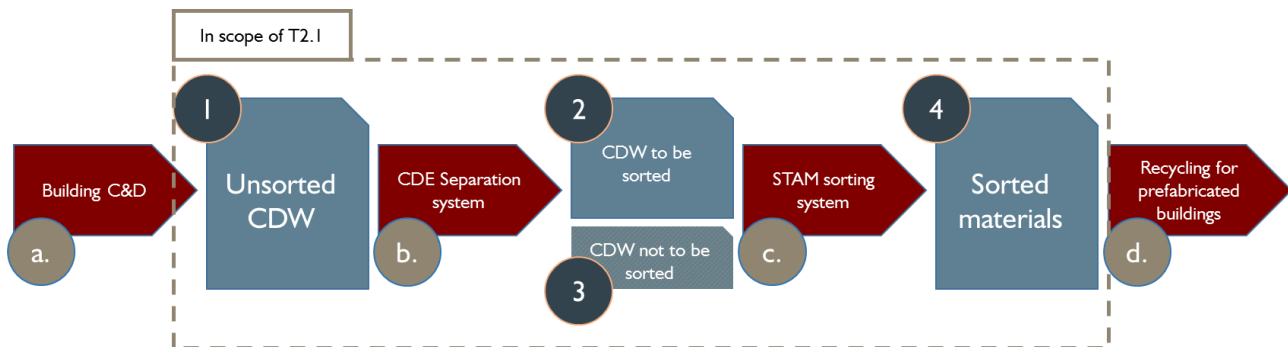 In scope of T2.1
1
2
4
Building C&D
a.
Unsorted
CDW
CDE Separation
system
b.
CDW to be
sorted
CDW not to be
sorted
3
STAM sorting
system
c.
Sorted
materials
Recycling for
prefabricated
buildings
d.